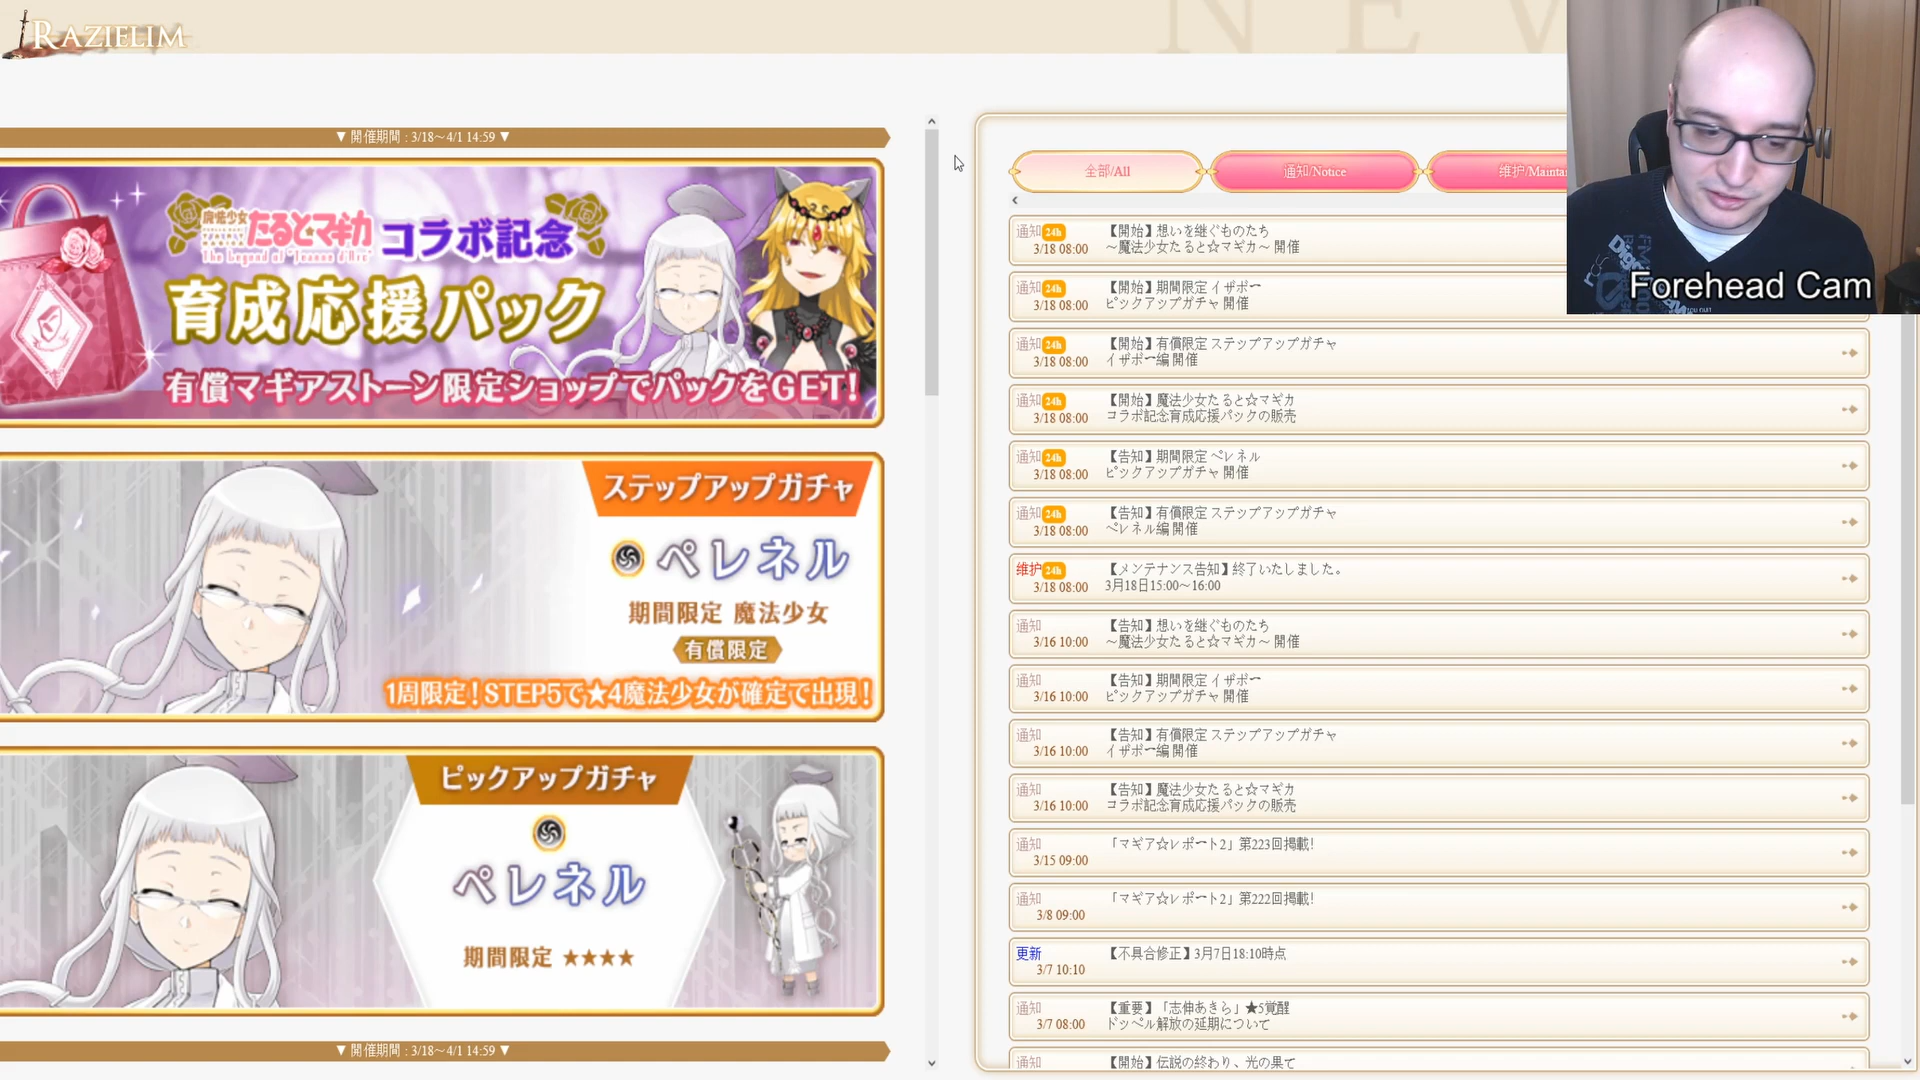 RAZIELIM
NEW
▼ 開催期間 : 3/18～4/1 14:59 ▼
魔法少女
たると☆マギカ
The Legend of "Jeanne d'Arc"
コラボ記念
育成応援パック
有償マギアストーン限定ショップでパックをGET!
ステップアップガチャ
ペレネル
期間限定 魔法少女
有償限定
1周限定!STEP5で★4魔法少女が確定で出現!
ピックアップガチャ
ペレネル
期間限定 ★★★★
▼ 開催期間 : 3/18～4/1 14:59 ▼
全部/All
通知/Notice
维护/Mainta
通知 24h
3/18 08:00
【開始】想いを継ぐものたち
～魔法少女たると☆マギカ～ 開催
通知 24h
3/18 08:00
【開始】期間限定 イザボー
ピックアップガチャ 開催
通知 24h
3/18 08:00
【開始】有償限定 ステップアップガチャ
イザボー編 開催
通知 24h
3/18 08:00
【開始】魔法少女たると☆マギカ
コラボ記念育成応援パックの販売
通知 24h
3/18 08:00
【告知】期間限定 ペレネル
ピックアップガチャ 開催
通知 24h
3/18 08:00
【告知】有償限定 ステップアップガチャ
ペレネル編 開催
维护 24h
3/18 08:00
【メンテナンス告知】終了いたしました。
3月18日15:00～16:00
通知
3/16 10:00
【告知】想いを継ぐものたち
～魔法少女たると☆マギカ～ 開催
通知
3/16 10:00
【告知】期間限定 イザボー
ピックアップガチャ 開催
通知
3/16 10:00
【告知】有償限定 ステップアップガチャ
イザボー編 開催
通知
3/16 10:00
【告知】魔法少女たると☆マギカ
コラボ記念育成応援パックの販売
通知
3/15 09:00
「マギア☆レポート2」第223回掲載!
通知
3/8 09:00
「マギア☆レポート2」第222回掲載!
更新
3/7 10:10
【不具合修正】3月7日18:10時点
通知
3/7 08:00
【重要】「志伸あきら」★5覚醒
ドッペル解放の延期について
通知
【開始】伝説の終わり、光の果て
Forehead Cam